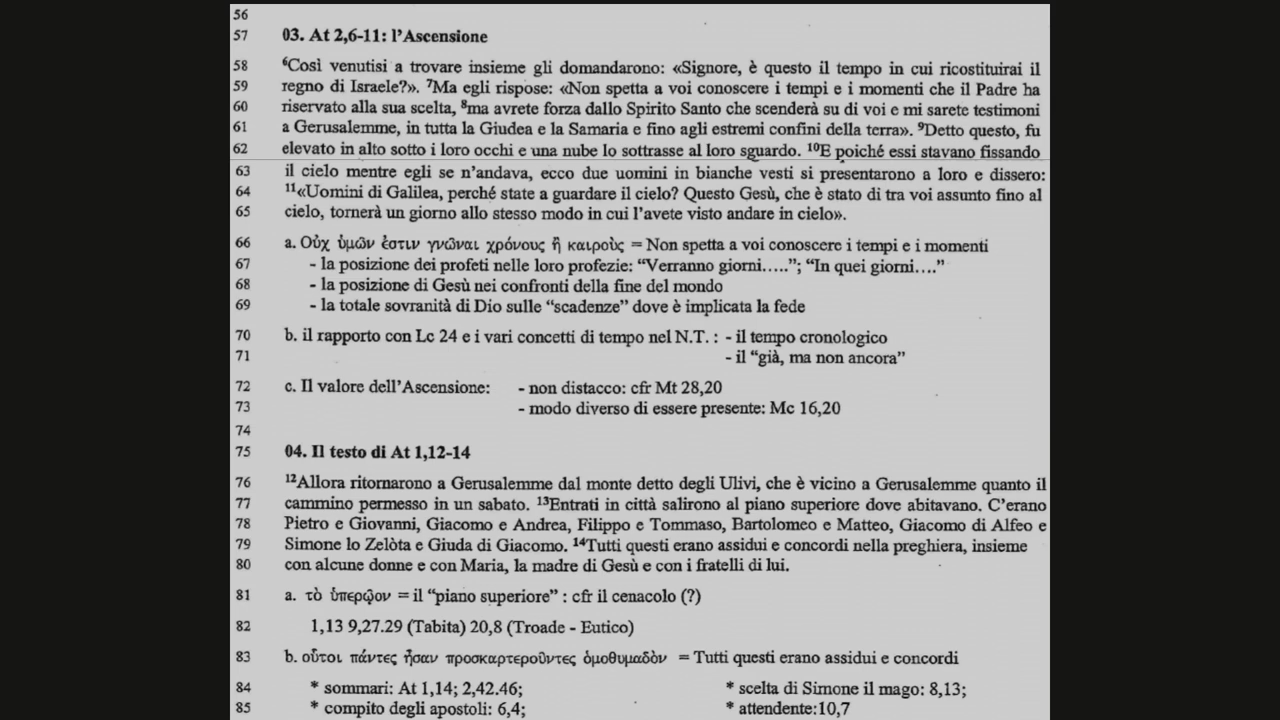 56
57 03. At 2,6-11: l'Ascensione
58 ⁶Così venutisi a trovare insieme gli domandarono: «Signore, è questo il tempo in cui ricostituirai il
59 regno di Israele?». ⁷Ma egli rispose: «Non spetta a voi conoscere i tempi e i momenti che il Padre ha
60 riservato alla sua scelta, ⁸ma avrete forza dallo Spirito Santo che scenderà su di voi e mi sarete testimoni
61 a Gerusalemme, in tutta la Giudea e la Samaria e fino agli estremi confini della terra». ⁹Detto questo, fu
62 elevato in alto sotto i loro occhi e una nube lo sottrasse al loro sguardo. ¹⁰E poiché essi stavano fissando
63 il cielo mentre egli se n'andava, ecco due uomini in bianche vesti si presentarono a loro e dissero:
64 ¹¹«Uomini di Galilea, perché state a guardare il cielo? Questo Gesù, che è stato di tra voi assunto fino al
65 cielo, tornerà un giorno allo stesso modo in cui l'avete visto andare in cielo».
66 a. Οὐχ ὑμῶν ἐστιν γνῶναι χρόνους ἢ καιροὺς = Non spetta a voi conoscere i tempi e i momenti
67 - la posizione dei profeti nelle loro profezie: "Verranno giorni....."; "In quei giorni...."
68 - la posizione di Gesù nei confronti della fine del mondo
69 - la totale sovranità di Dio sulle "scadenze" dove è implicata la fede
70 b. il rapporto con Lc 24 e i vari concetti di tempo nel N.T. : - il tempo cronologico
71 - il "già, ma non ancora"
72 c. Il valore dell'Ascensione: - non distacco: cfr Mt 28,20
73 - modo diverso di essere presente: Mc 16,20
74
75 04. Il testo di At 1,12-14
76 ¹²Allora ritornarono a Gerusalemme dal monte detto degli Ulivi, che è vicino a Gerusalemme quanto il
77 cammino permesso in un sabato. ¹³Entrati in città salirono al piano superiore dove abitavano. C'erano
78 Pietro e Giovanni, Giacomo e Andrea, Filippo e Tommaso, Bartolomeo e Matteo, Giacomo di Alfeo e
79 Simone lo Zelòta e Giuda di Giacomo. ¹⁴Tutti questi erano assidui e concordi nella preghiera, insieme
80 con alcune donne e con Maria, la madre di Gesù e con i fratelli di lui.
81 a. τὸ ὑπερῷον = il "piano superiore" : cfr il cenacolo (?)
82 1,13 9,27.29 (Tabita) 20,8 (Troade - Eutico)
83 b. οὗτοι πάντες ἦσαν προσκαρτεροῦντες ὁμοθυμαδὸν = Tutti questi erano assidui e concordi
84 * sommari: At 1,14; 2,42.46; * scelta di Simone il mago: 8,13;
85 * compito degli apostoli: 6,4; * attendente:10,7